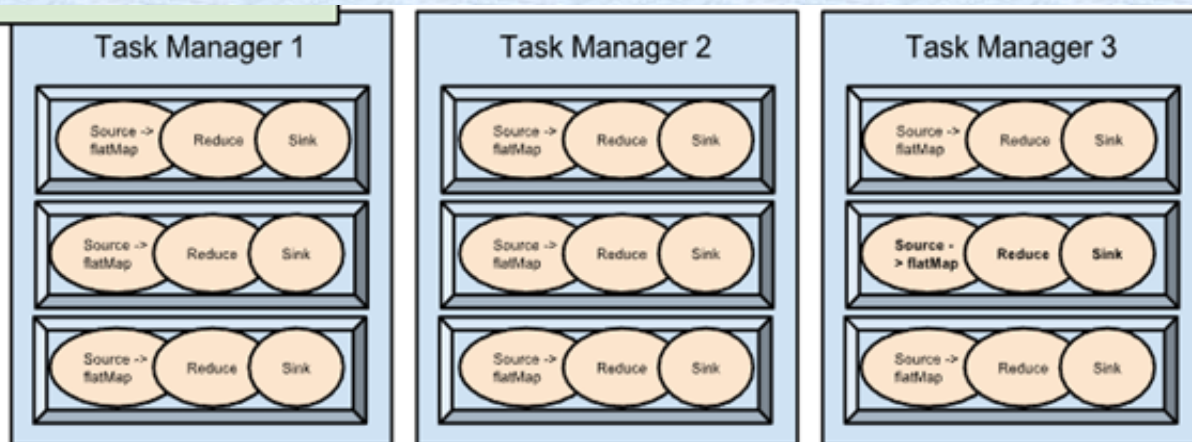 Task Manager 1
Source ->
flatMap
Reduce
Sink
Source ->
flatMap
Reduce
Sink
Source ->
flatMap
Reduce
Sink
Task Manager 2
Source ->
flatMap
Reduce
Sink
Source ->
flatMap
Reduce
Sink
Source ->
flatMap
Reduce
Sink
Task Manager 3
Source ->
flatMap
Reduce
Sink
Source -
> flatMap
Reduce
Sink
Source ->
flatMap
Reduce
Sink